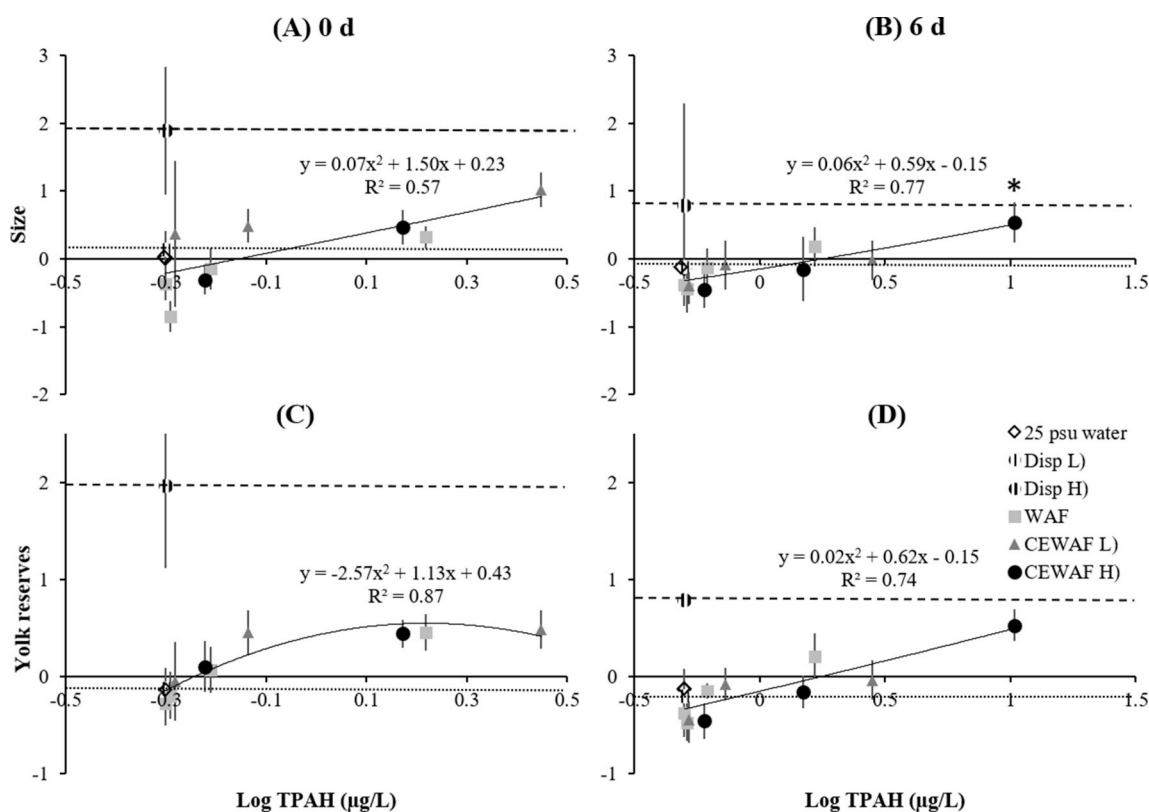 (A) 0 d
(B) 6 d
3
2
1
0
-1
-2
Size
-0.5
-0.3
-0.1
0.1
0.3
0.5
y = 0.07x² + 1.50x + 0.23
R² = 0.57
3
2
1
0
-1
-2
-0.5
0
0.5
1
1.5
y = 0.06x² + 0.59x - 0.15
R² = 0.77
*
(C)
(D)
2
1
0
-1
Yolk reserves
-0.5
-0.3
-0.1
0.1
0.3
0.5
y = -2.57x² + 1.13x + 0.43
R² = 0.87
Log TPAH (µg/L)
2
1
0
-1
-0.5
0
0.5
1
1.5
y = 0.02x² + 0.62x - 0.15
R² = 0.74
25 psu water
Disp L)
Disp H)
WAF
CEWAF L)
CEWAF H)
Log TPAH (µg/L)